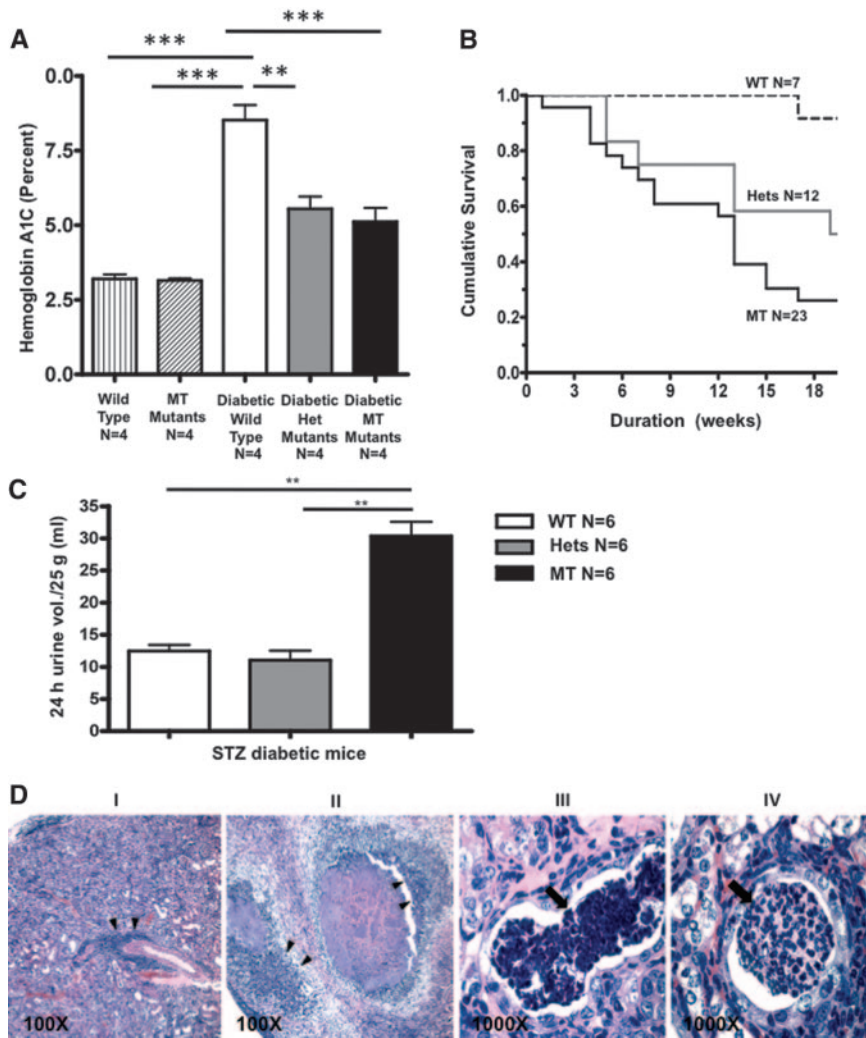 A
***
***
***
**
Hemoglobin A1C (Percent)
0.0
7.5
5.0
2.5
0.0
Wild
Type
N=4
MT
Mutants
N=4
Diabetic
Wild
Type
N=4
Diabetic
Het
Mutants
N=4
Diabetic
MT
Mutants
N=4
B
Cumulative Survival
1.0
0.8
0.6
0.4
0.2
0.0
WT N=7
Hets N=12
MT N=23
0
3
6
9
12
15
18
Duration (weeks)
C
**
**
24 h urine vol./25 g (ml)
35
30
25
20
15
10
5
0
STZ diabetic mice
WT N=6
Hets N=6
MT N=6
D
I
II
III
IV
100X
100X
1000X
1000X